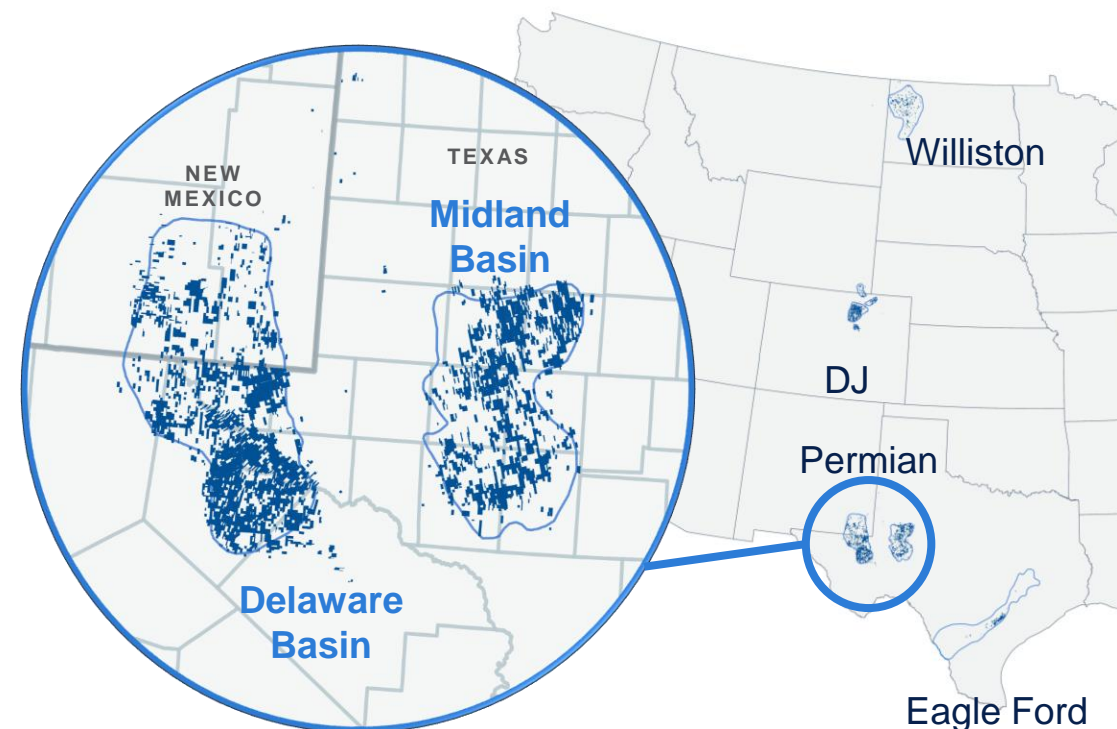 NEW
MEXICO
TEXAS
Midland
Basin
Delaware
Basin
Williston
DJ
Permian
Eagle Ford